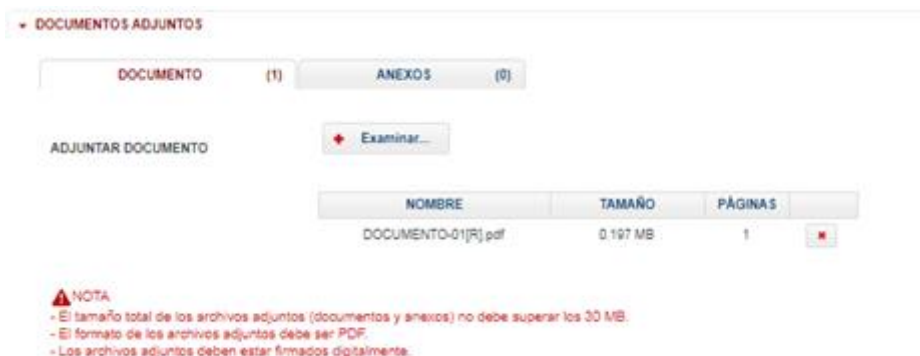 DOCUMENTOS ADJUNTOS
DOCUMENTO (1) ANEXOS (0)
ADJUNTAR DOCUMENTO Examinar...
NOMBRE TAMAÑO PÁGINAS
DOCUMENTO-01[R].pdf 0.197 MB 1
NOTA
- El tamaño total de los archivos adjuntos (documentos y anexos) no debe superar los 30 MB.
- El formato de los archivos adjuntos debe ser PDF.
- Los archivos adjuntos deben estar firmados digitalmente.